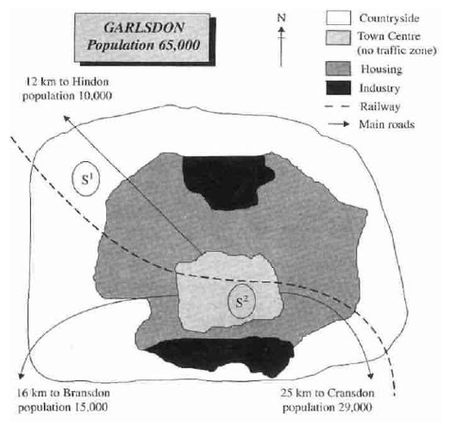 GARLSDON
Population 65,000
N
Countryside
Town Centre
(no traffic zone)
Housing
Industry
Railway
Main roads
12 km to Hindon
population 10,000
S1
S2
16 km to Bransdon
population 15,000
25 km to Cransdon
population 29,000